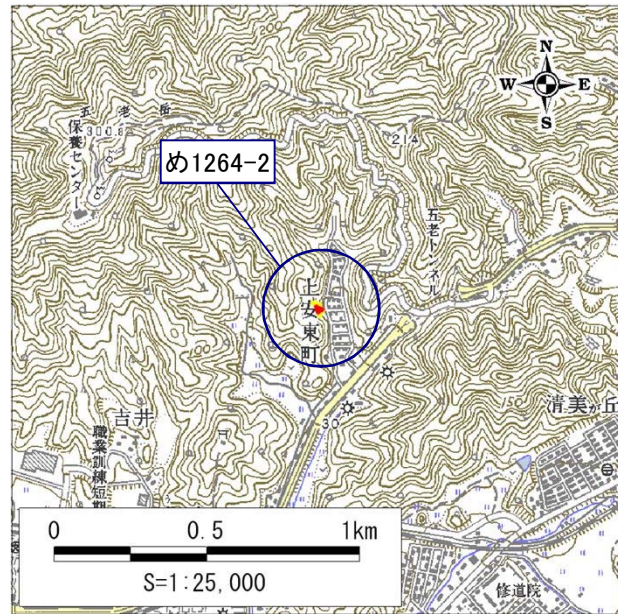 N
W
E
S
五老岳
300.8
保養センター
214
め1264-2
五老トンネル
上安東町
150
清美が丘
30
吉井
職業訓練短期
0 0.5 1km
S=1:25,000
修道院